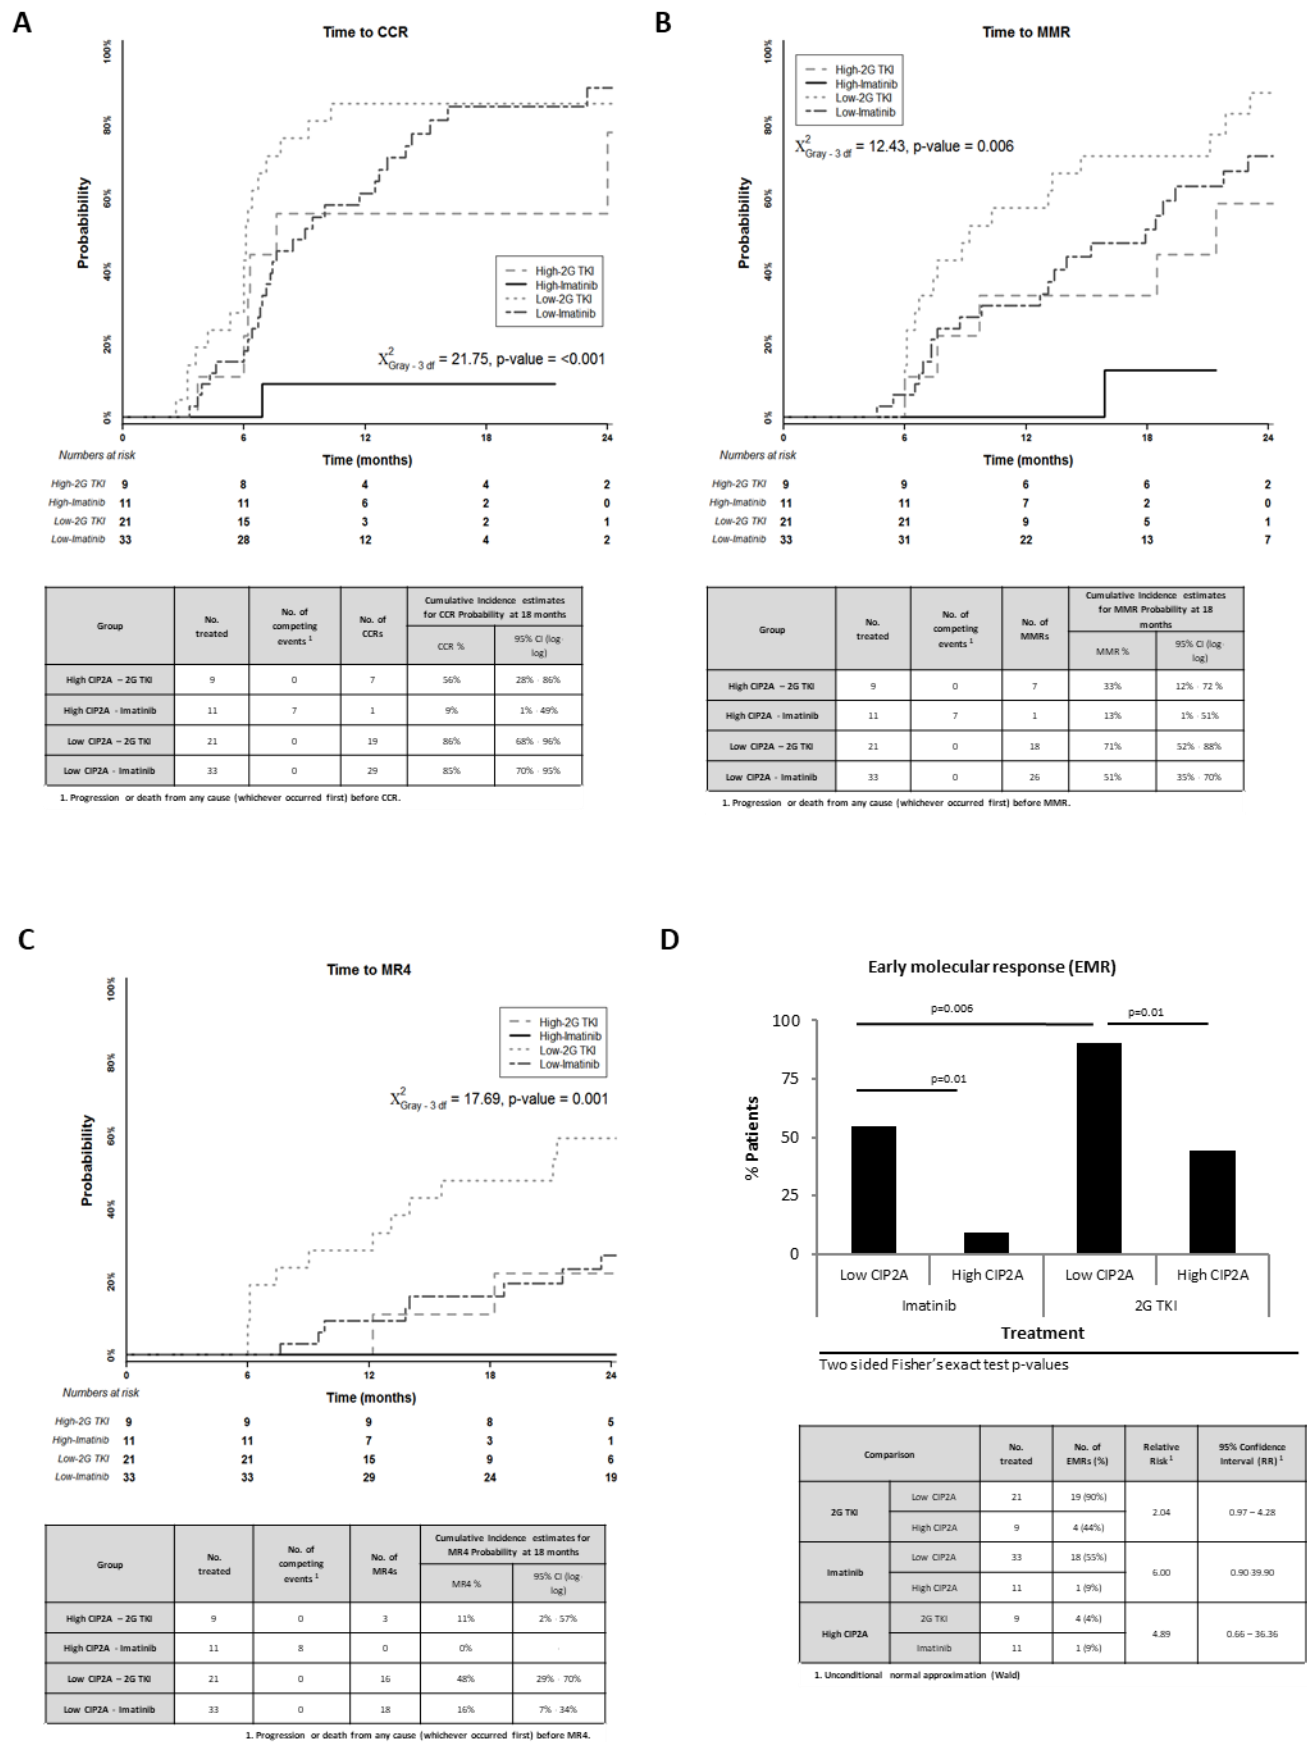 A
Time to CCR
100%
80%
60%
40%
20%
0%
Probabibility
High-2G TKI
High-Imatinib
Low-2G TKI
Low-Imatinib
X² Gray - 3 df = 21.75, p-value = <0.001
0 6 12 18 24
Numbers at risk
Time (months)
High-2G TKI 9 8 4 4 2
High-Imatinib 11 11 6 2 0
Low-2G TKI 21 15 3 2 1
Low-Imatinib 33 28 12 4 2
Group No. treated No. of competing events 1 No. of CCRs Cumulative Incidence estimates for CCR Probability at 18 months
CCR % 95% CI (log-log)
High CIP2A – 2G TKI 9 0 7 56% 28% - 86%
High CIP2A - Imatinib 11 7 1 9% 1% - 49%
Low CIP2A – 2G TKI 21 0 19 86% 68% - 96%
Low CIP2A - Imatinib 33 0 29 85% 70% - 95%
1. Progression or death from any cause (whichever occurred first) before CCR.
B
Time to MMR
100%
80%
60%
40%
20%
0%
Probabibility
High-2G TKI
High-Imatinib
Low-2G TKI
Low-Imatinib
X² Gray - 3 df = 12.43, p-value = 0.006
0 6 12 18 24
Numbers at risk
Time (months)
High-2G TKI 9 9 6 6 2
High-Imatinib 11 11 7 2 0
Low-2G TKI 21 21 9 5 1
Low-Imatinib 33 31 22 13 7
Group No. treated No. of competing events 1 No. of MMRs Cumulative Incidence estimates for MMR Probability at 18 months
MMR % 95% CI (log-log)
High CIP2A – 2G TKI 9 0 7 33% 12% - 72 %
High CIP2A - Imatinib 11 7 1 13% 1% - 51%
Low CIP2A – 2G TKI 21 0 18 71% 52% - 88%
Low CIP2A - Imatinib 33 0 26 51% 35% - 70%
1. Progression or death from any cause (whichever occurred first) before MMR.
C
Time to MR4
100%
80%
60%
40%
20%
0%
Probabibility
High-2G TKI
High-Imatinib
Low-2G TKI
Low-Imatinib
X² Gray - 3 df = 17.69, p-value = 0.001
0 6 12 18 24
Numbers at risk
Time (months)
High-2G TKI 9 9 9 8 5
High-Imatinib 11 11 7 3 1
Low-2G TKI 21 21 15 9 6
Low-Imatinib 33 33 29 24 19
Group No. treated No. of competing events 1 No. of MR4s Cumulative Incidence estimates for MR4 Probability at 18 months
MR4 % 95% CI (log-log)
High CIP2A – 2G TKI 9 0 3 11% 2% - 57%
High CIP2A - Imatinib 11 8 0 0% -
Low CIP2A – 2G TKI 21 0 16 48% 29% - 70%
Low CIP2A - Imatinib 33 0 18 16% 7% - 34%
1. Progression or death from any cause (whichever occurred first) before MR4.
D
Early molecular response (EMR)
p=0.006
p=0.01
p=0.01
100
75
50
25
0
% Patients
Low CIP2A High CIP2A Low CIP2A High CIP2A
Imatinib 2G TKI
Treatment
Two sided Fisher's exact test p-values
Comparison No. treated No. of EMRs (%) Relative Risk 1 95% Confidence Interval (RR) 1
2G TKI Low CIP2A 21 19 (90%) 2.04 0.97 – 4.28
High CIP2A 9 4 (44%)
Imatinib Low CIP2A 33 18 (55%) 6.00 0.90 39.90
High CIP2A 11 1 (9%)
High CIP2A 2G TKI 9 4 (4%) 4.89 0.66 – 36.36
Imatinib 11 1 (9%)
1. Unconditional normal approximation (Wald)